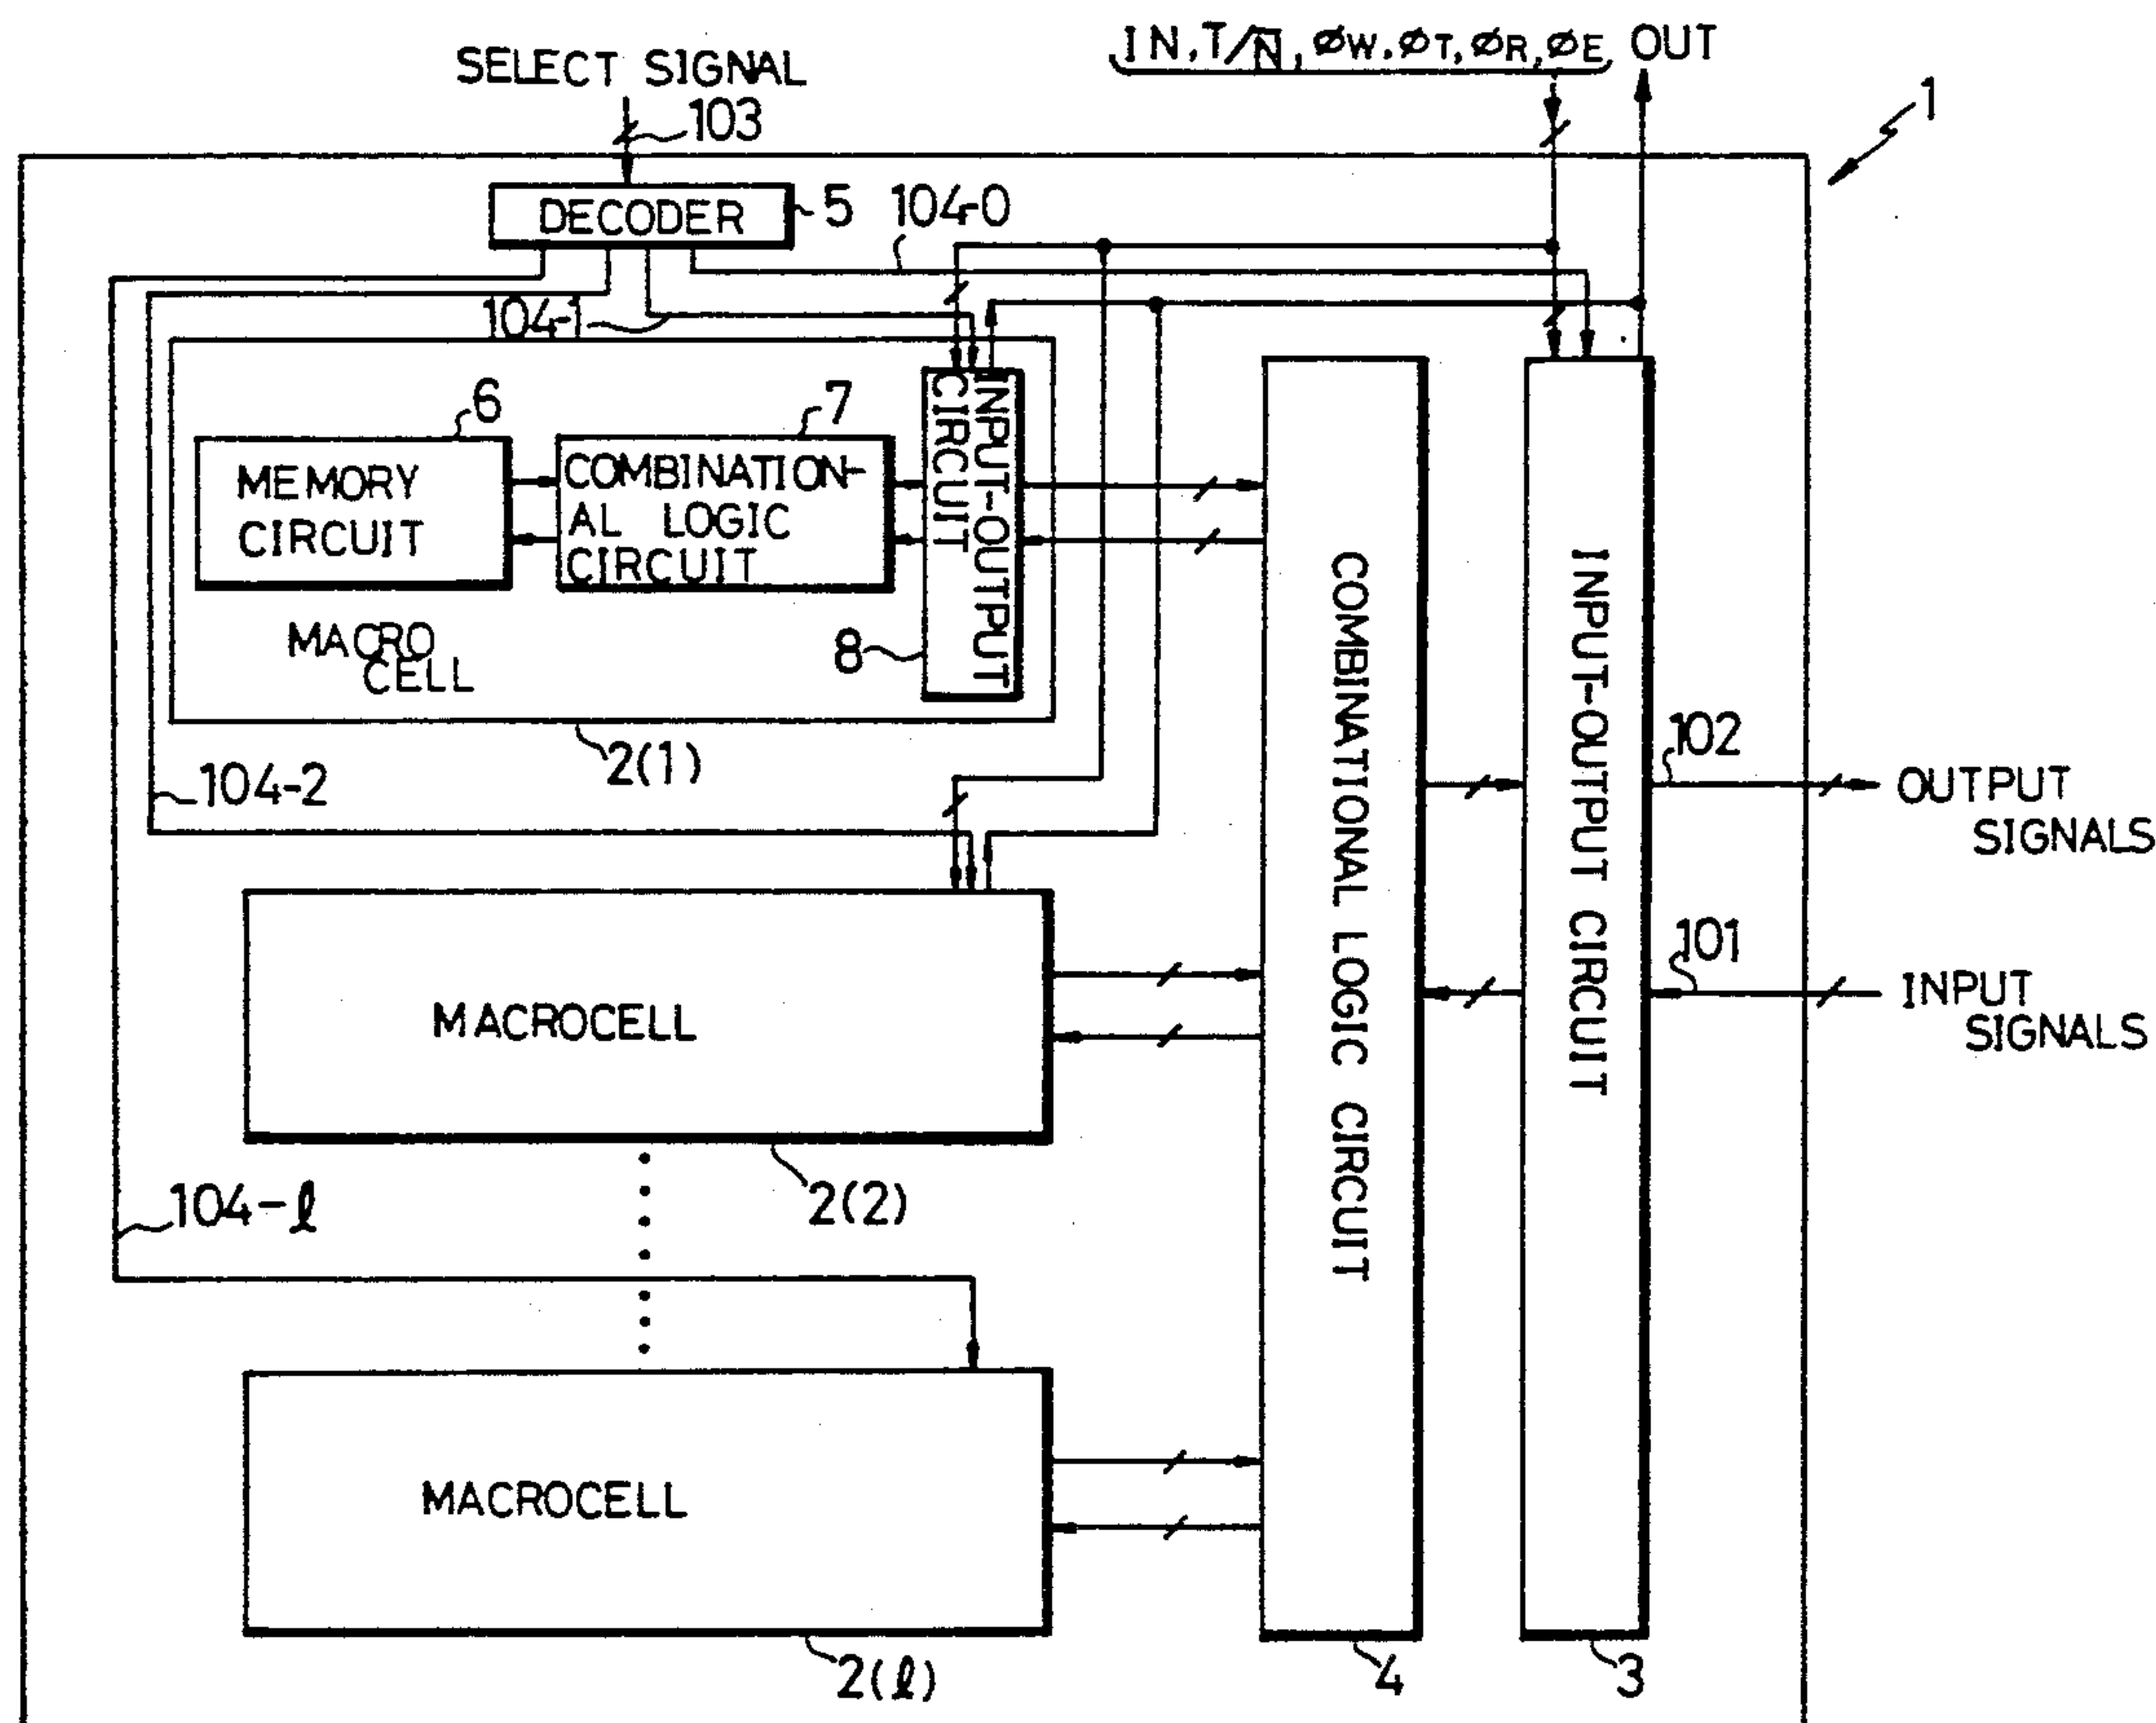 IN, T/N̅, ØW, ØT, ØR, ØE OUT
SELECT SIGNAL
103
1
DECODER
5
104-0
104-1
6
7
MEMORY
CIRCUIT
COMBINATION-
AL LOGIC
CIRCUIT
INPUT-OUTPUT
CIRCUIT
8
MACRO
CELL
2(1)
104-2
COMBINATIONAL LOGIC CIRCUIT
INPUT-OUTPUT CIRCUIT
102
OUTPUT
SIGNALS
101
INPUT
SIGNALS
MACROCELL
2(2)
104-ℓ
MACROCELL
2(ℓ)
4
3